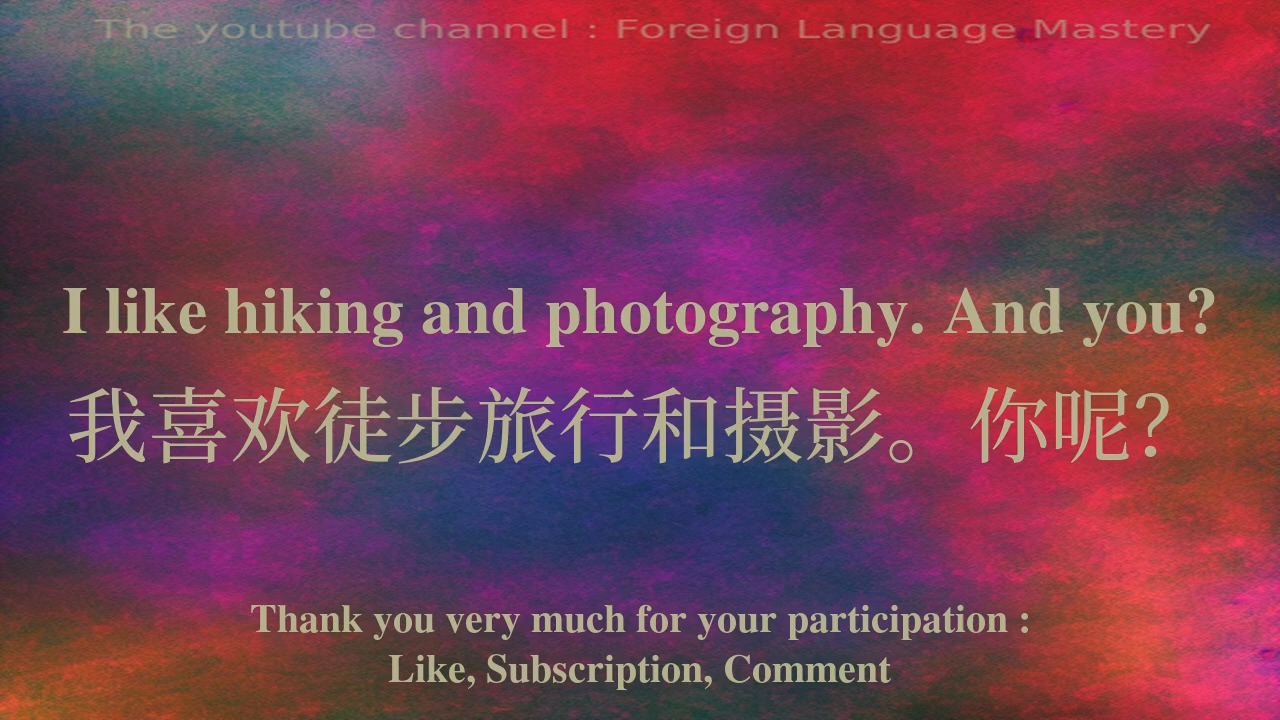 The youtube channel : Foreign Language Mastery
I like hiking and photography. And you?
我喜欢徒步旅行和摄影。你呢?
Thank you very much for your participation :
Like, Subscription, Comment